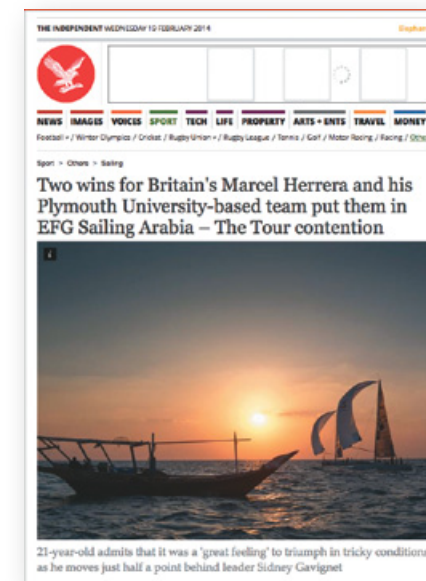 THE INDEPENDENT WEDNESDAY 19 FEBRUARY 2014
NEWS IMAGES VOICES SPORT TECH LIFE PROPERTY ARTS + ENTS TRAVEL MONEY
Football / Winter Olympics / Cricket / Rugby Union / Rugby League / Tennis / Golf / Motor Racing / Racing /
Sport > Others > Sailing
Two wins for Britain's Marcel Herrera and his
Plymouth University-based team put them in
EFG Sailing Arabia – The Tour contention
21-year-old admits that it was a 'great feeling' to triumph in tricky condition
as he moves just half a point behind leader Sidney Gavignet